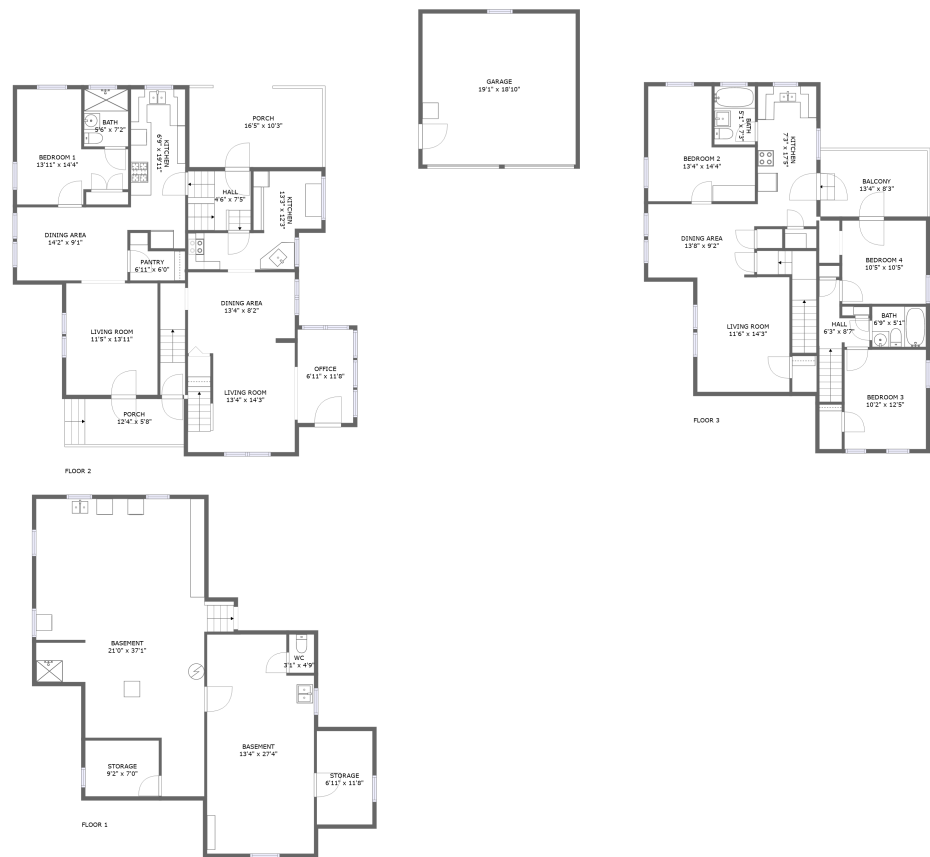 GARAGE
19'1" x 18'10"
BATH
5'6" x 7'2"
KITCHEN
6'9" x 19'11"
PORCH
16'5" x 10'3"
BEDROOM 1
13'11" x 14'4"
HALL
4'6" x 7'5"
KITCHEN
13'3" x 12'3"
DINING AREA
14'2" x 9'1"
PANTRY
6'11" x 6'0"
DINING AREA
13'4" x 8'2"
LIVING ROOM
11'5" x 13'11"
OFFICE
6'11" x 11'8"
LIVING ROOM
13'4" x 14'3"
PORCH
12'4" x 5'8"
FLOOR 2
BATH
5'1" x 7'3"
KITCHEN
7'3" x 17'5"
BEDROOM 2
13'4" x 14'4"
BALCONY
13'4" x 8'3"
DINING AREA
13'8" x 9'2"
BEDROOM 4
10'5" x 10'5"
LIVING ROOM
11'6" x 14'3"
HALL
6'3" x 8'7"
BATH
6'9" x 5'1"
BEDROOM 3
10'2" x 12'5"
FLOOR 3
BASEMENT
21'0" x 37'1"
WC
3'1" x 4'9"
BASEMENT
13'4" x 27'4"
STORAGE
9'2" x 7'0"
STORAGE
6'11" x 11'8"
FLOOR 1